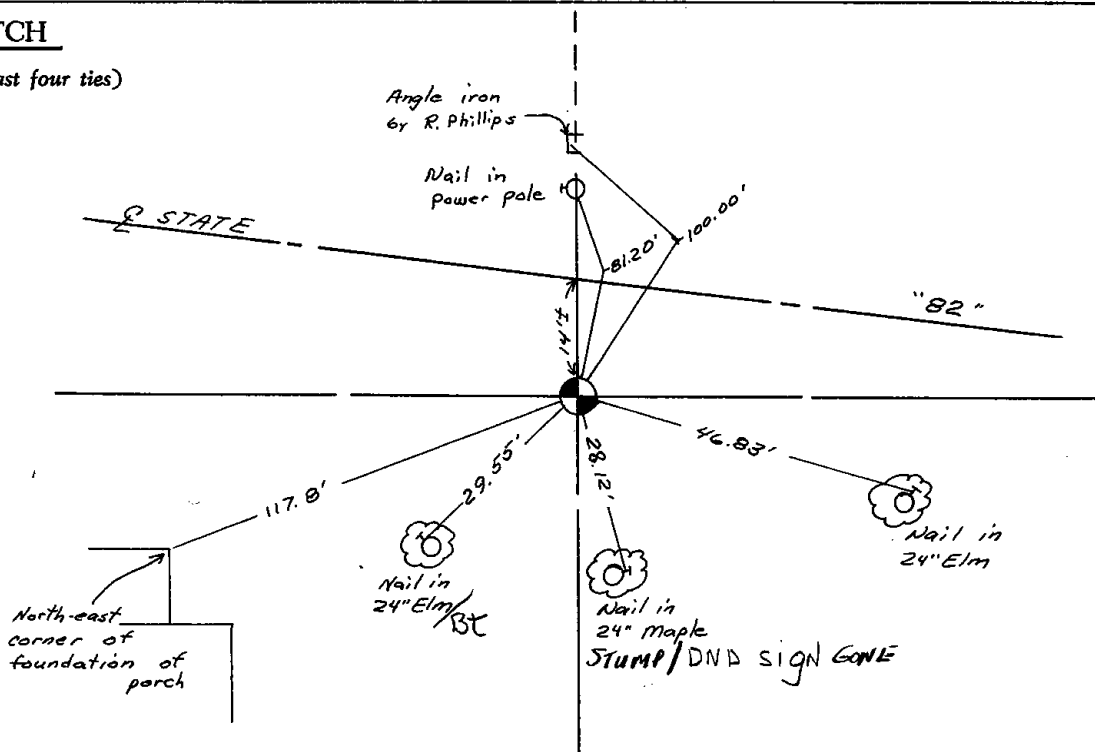 TCH
ast four ties)
Angle iron
by R. Phillips
Nail in
power pole
100.00'
81.20'
℄ STATE
"82"
14'±
46.83'
28.12'
29.55'
117.8'
Nail in
24" Elm
Nail in
24" Elm/Bt
Nail in
24" Maple
STUMP/DND SIGN GONE
North-east
corner of
foundation of
porch